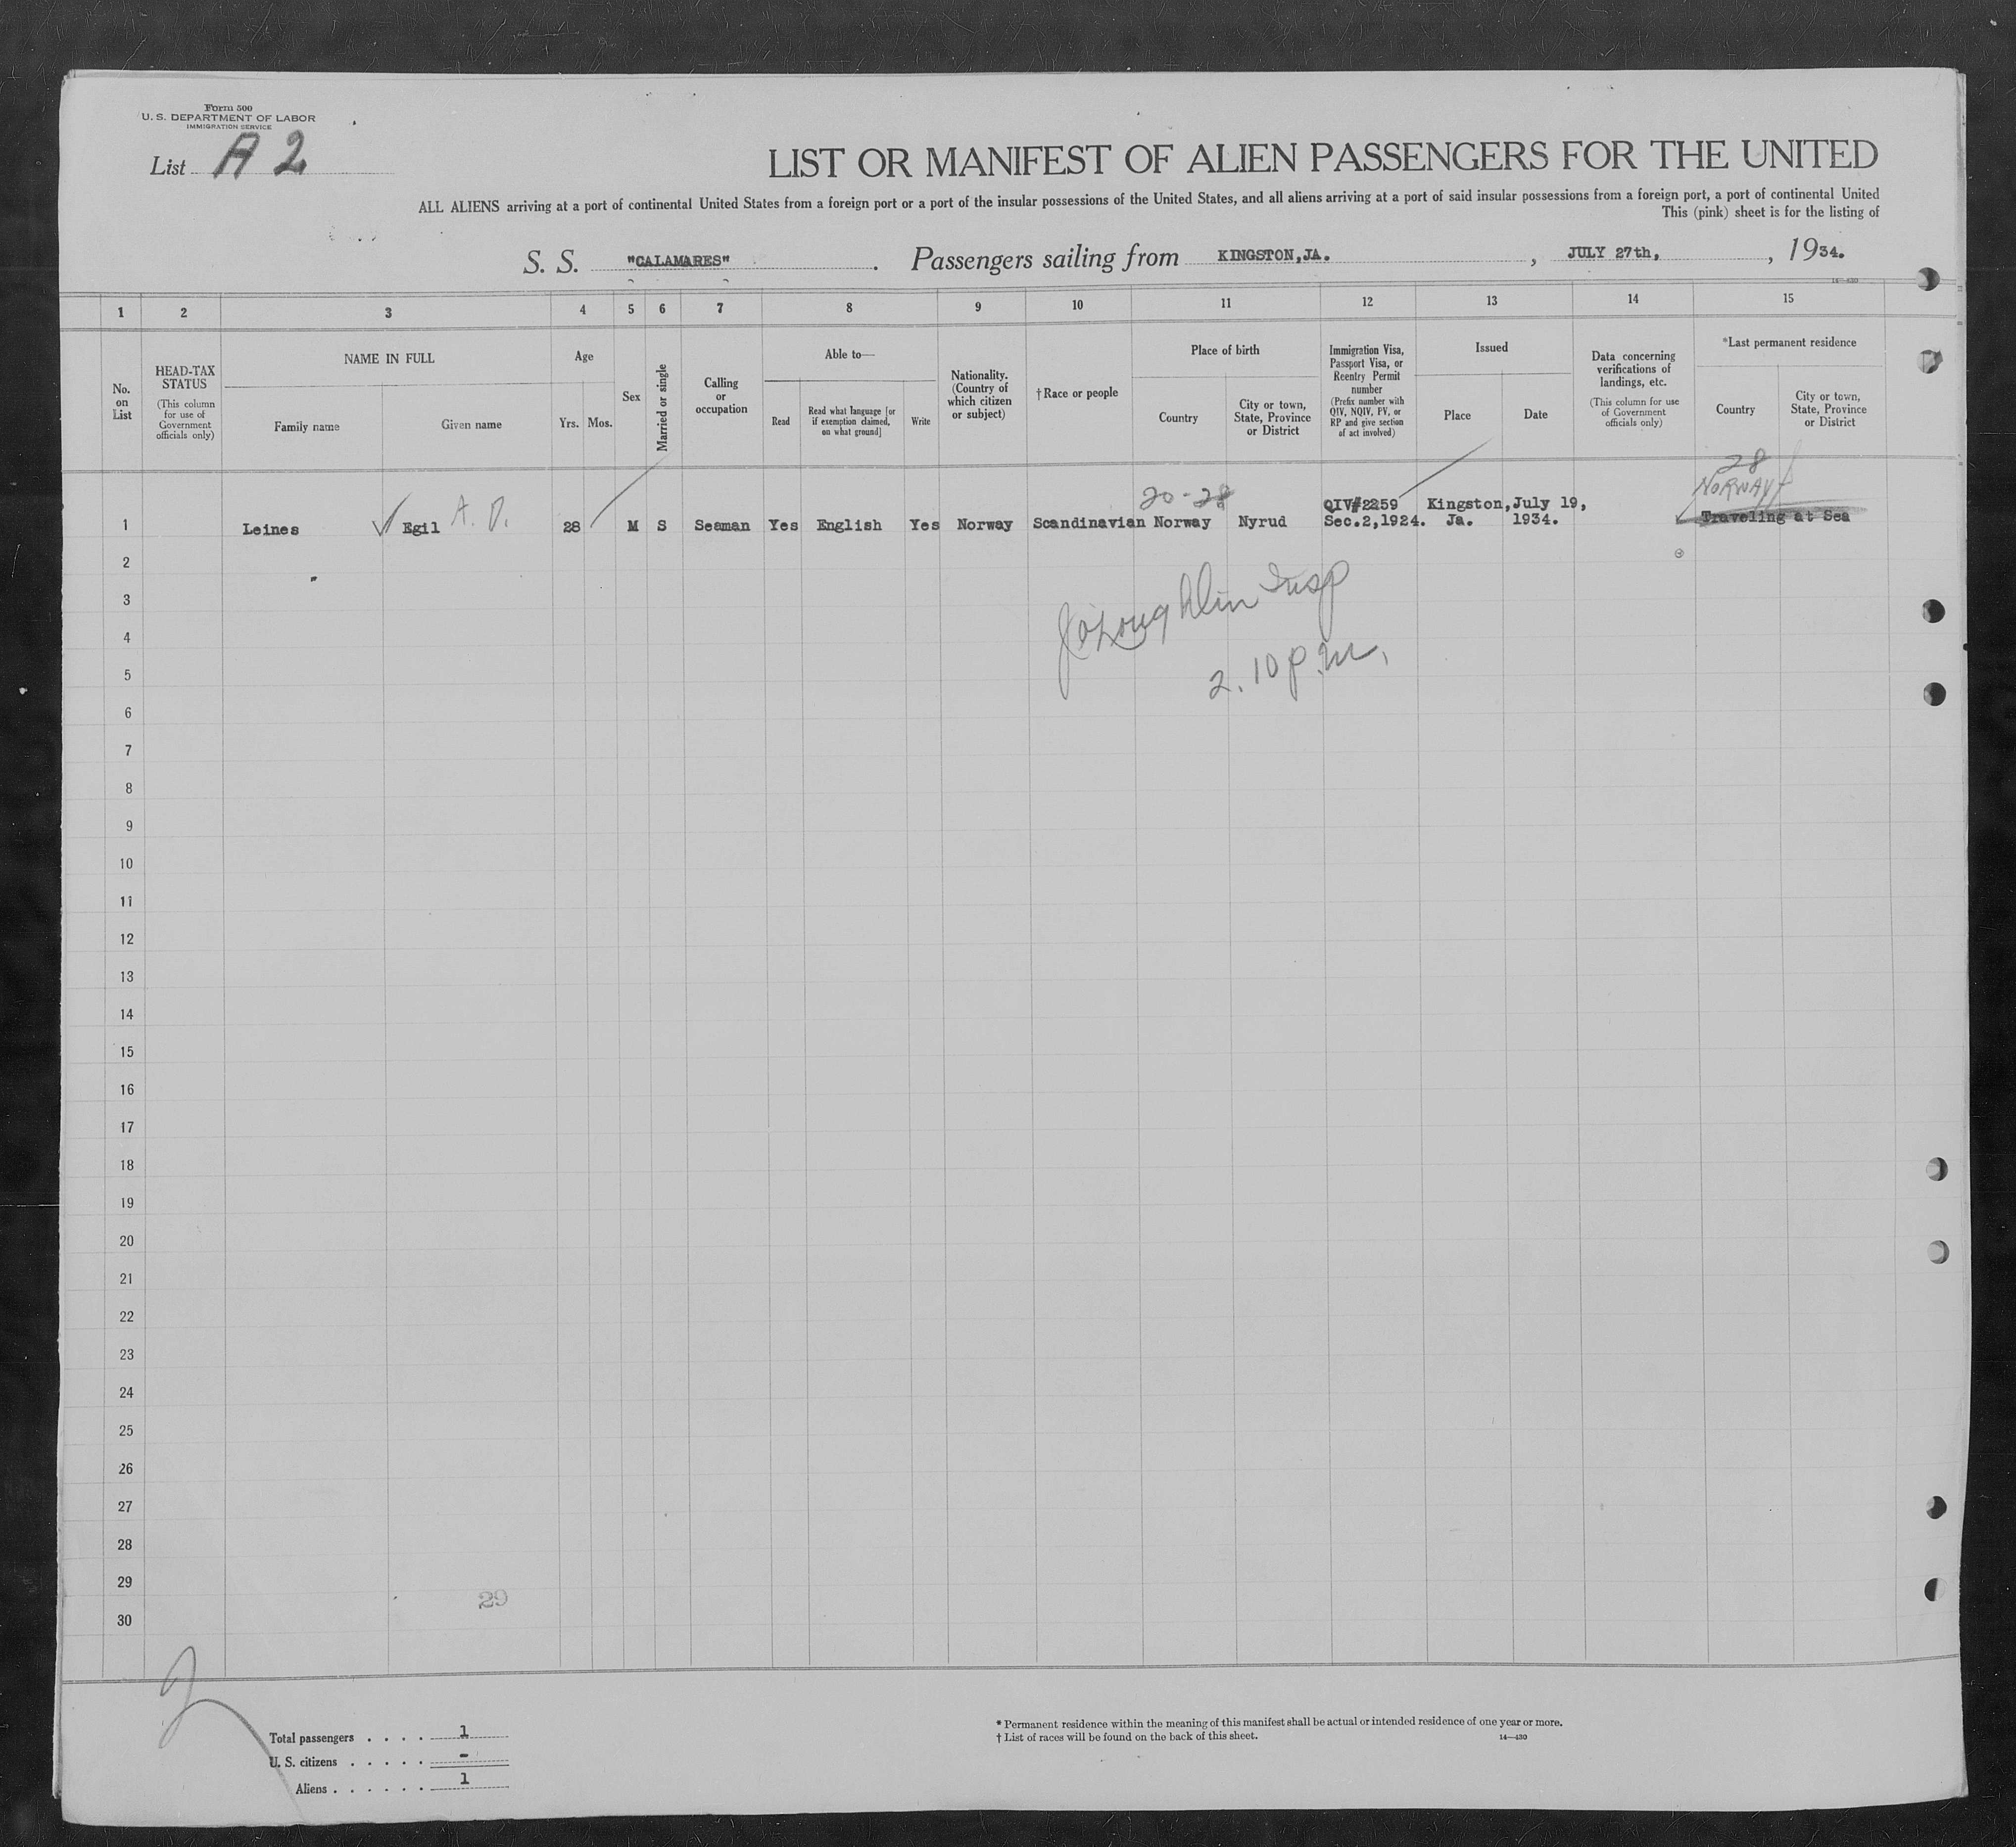 Form 500
U. S. DEPARTMENT OF LABOR
IMMIGRATION SERVICE
List A 2
LIST OR MANIFEST OF ALIEN PASSENGERS FOR THE UNITED
ALL ALIENS arriving at a port of continental United States from a foreign port or a port of the insular possessions of the United States, and all aliens arriving at a port of said insular possessions from a foreign port, a port of continental United
This (pink) sheet is for the listing of
S. S. "CALAMARES". Passengers sailing from KINGSTON,JA. , JULY 27th, , 1934.
14—430
1 2 3 4 5 6 7 8 9 10 11 12 13 14 15
No. on List
HEAD-TAX STATUS
(This column for use of Government officials only)
NAME IN FULL
Family name
Given name
Age
Yrs. Mos.
Sex
Married or single
Calling or occupation
Able to—
Read
Read what language [or if exemption claimed, on what ground]
Write
Nationality. (Country of which citizen or subject)
†Race or people
Place of birth
Country
City or town, State, Province or District
Immigration Visa, Passport Visa, or Reentry Permit number
(Prefix number with QIV, NQIV, PV, or RP and give section of act involved)
Issued
Place
Date
Data concerning verifications of landings, etc.
(This column for use of Government officials only)
*Last permanent residence
Country
City or town, State, Province or District
28
NORWAY
20-28
1 Leines Egil A. D. 28 M S Seaman Yes English Yes Norway Scandinavian Norway Nyrud QIV#2259 Sec.2,1924. Kingston, Ja. July 19, 1934. Traveling at Sea
2
3
JO'Loughlin Insp
4
5
2.10 p.m.
6
7
8
9
10
11
12
13
14
15
16
17
18
19
20
21
22
23
24
25
26
27
28
29
29
30
2
Total passengers . . . . 1
U. S. citizens . . . . . -
Aliens . . . . . . 1
* Permanent residence within the meaning of this manifest shall be actual or intended residence of one year or more.
† List of races will be found on the back of this sheet.
14—430